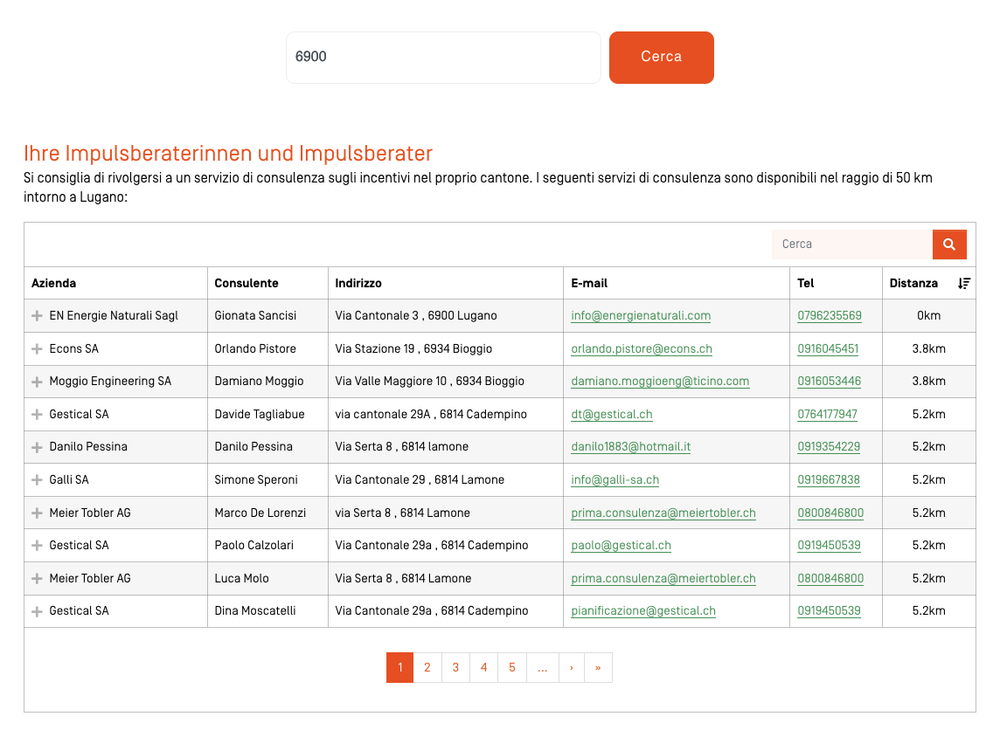 6900 Cerca
Ihre Impulsberaterinnen und Impulsberater
Si consiglia di rivolgersi a un servizio di consulenza sugli incentivi nel proprio cantone. I seguenti servizi di consulenza sono disponibili nel raggio di 50 km
intorno a Lugano:
Cerca
Azienda Consulente Indirizzo E-mail Tel Distanza
EN Energie Naturali Sagl Gionata Sancisi Via Cantonale 3 , 6900 Lugano info@energienaturali.com 0796235569 0km
Econs SA Orlando Pistore Via Stazione 19 , 6934 Bioggio orlando.pistore@econs.ch 0916045451 3.8km
Moggio Engineering SA Damiano Moggio Via Valle Maggiore 10 , 6934 Bioggio damiano.moggioeng@ticino.com 0916053446 3.8km
Gestical SA Davide Tagliabue via cantonale 29A , 6814 Cadempino dt@gestical.ch 0764177947 5.2km
Danilo Pessina Danilo Pessina Via Serta 8 , 6814 lamone danilo1883@hotmail.it 0919354229 5.2km
Galli SA Simone Speroni Via Cantonale 29 , 6814 Lamone info@galli-sa.ch 0919667838 5.2km
Meier Tobler AG Marco De Lorenzi via Serta 8 , 6814 Lamone prima.consulenza@meiertobler.ch 0800846800 5.2km
Gestical SA Paolo Calzolari Via Cantonale 29a , 6814 Cadempino paolo@gestical.ch 0919450539 5.2km
Meier Tobler AG Luca Molo Via Serta 8 , 6814 Lamone prima.consulenza@meiertobler.ch 0800846800 5.2km
Gestical SA Dina Moscatelli Via Cantonale 29a , 6814 Cadempino pianificazione@gestical.ch 0919450539 5.2km
1 2 3 4 5 ... › »